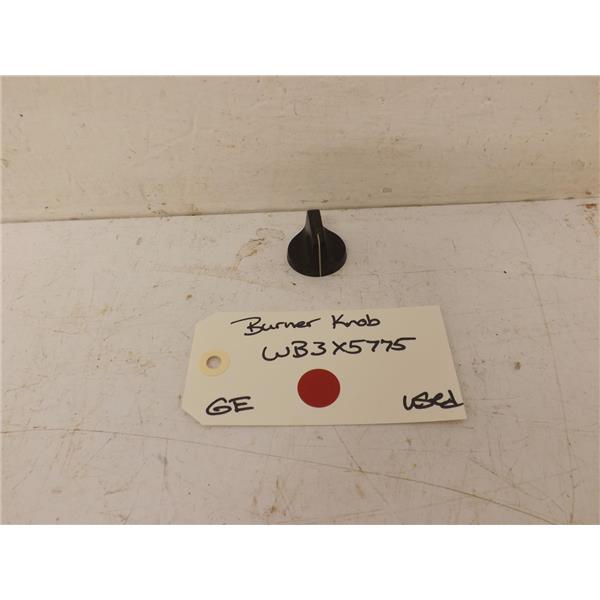 Burner Knob
WB3X5775
GE used